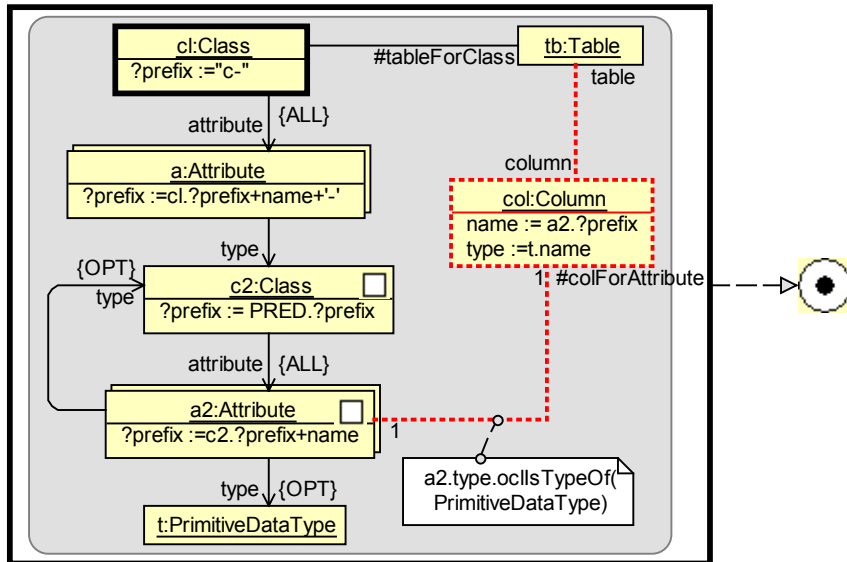 cl:Class
?prefix :="c-"
#tableForClass
tb:Table
table
attribute {ALL}
a:Attribute
?prefix :=cl.?prefix+name+'-'
type
column
col:Column
name := a2.?prefix
type :=t.name
{OPT}
type
c2:Class
?prefix := PRED.?prefix
1 #colForAttribute
attribute {ALL}
a2:Attribute
?prefix :=c2.?prefix+name
1
a2.type.oclIsTypeOf(
PrimitiveDataType)
type {OPT}
t:PrimitiveDataType